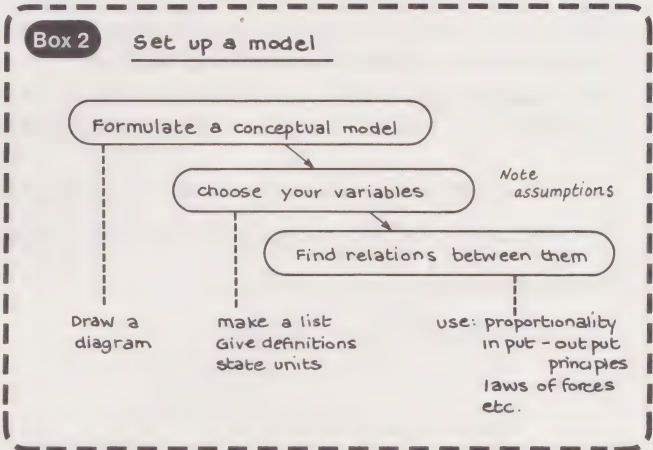 Box 2
Set up a model
Formulate a conceptual model
choose your variables
Note
assumptions
Find relations between them
Draw a
diagram
make a list
Give definitions
state units
use: proportionality
in put - out put
principles
laws of forces
etc.